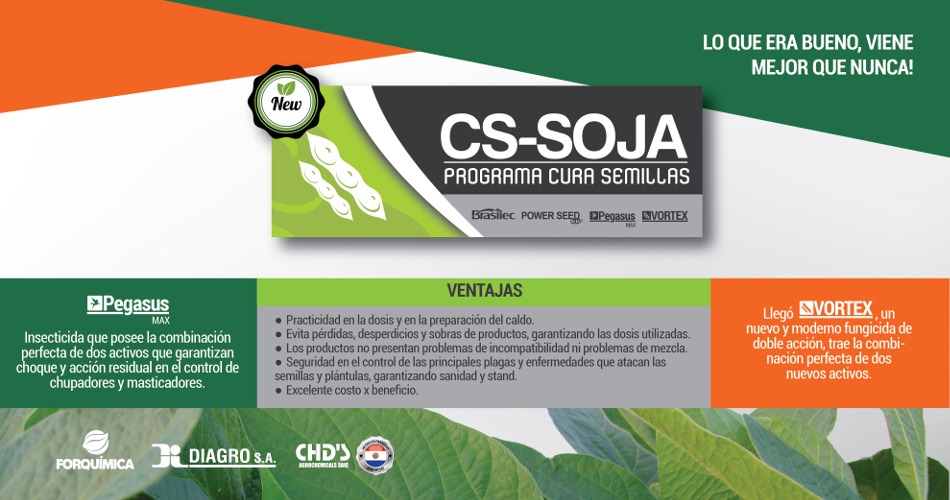 LO QUE ERA BUENO, VIENE
MEJOR QUE NUNCA!
New
CS-SOJA
PROGRAMA CURA SEMILLAS
Brasilec POWER SEED Pegasus MAX VORTEX
Pegasus
MAX
Insecticida que posee la combinación
perfecta de dos activos que garantizan
choque y acción residual en el control de
chupadores y masticadores.
VENTAJAS
● Practicidad en la dosis y en la preparación del caldo.
● Evita pérdidas, desperdicios y sobras de productos, garantizando las dosis utilizadas.
● Los productos no presentan problemas de incompatibilidad ni problemas de mezcla.
● Seguridad en el control de las principales plagas y enfermedades que atacan las
semillas y plántulas, garantizando sanidad y stand.
● Excelente costo x beneficio.
Llegó VORTEX, un
nuevo y moderno fungicida de
doble acción, trae la combi-
nación perfecta de dos
nuevos activos.
FORQUÍMICA
DIAGRO S.A.
CHD'S
AGROCHEMICALS SAIC